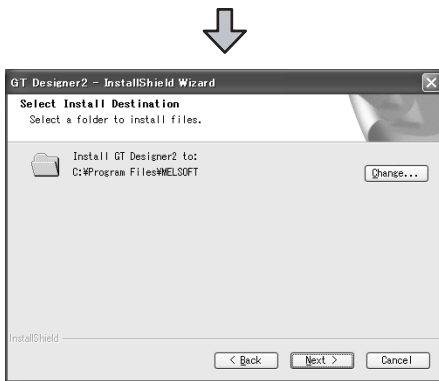 GT Designer2 - InstallShield Wizard
Select Install Destination
Select a folder to install files.
Install GT Designer2 to:
C:¥Program Files¥MELSOFT
Change...
InstallShield
< Back
Next >
Cancel